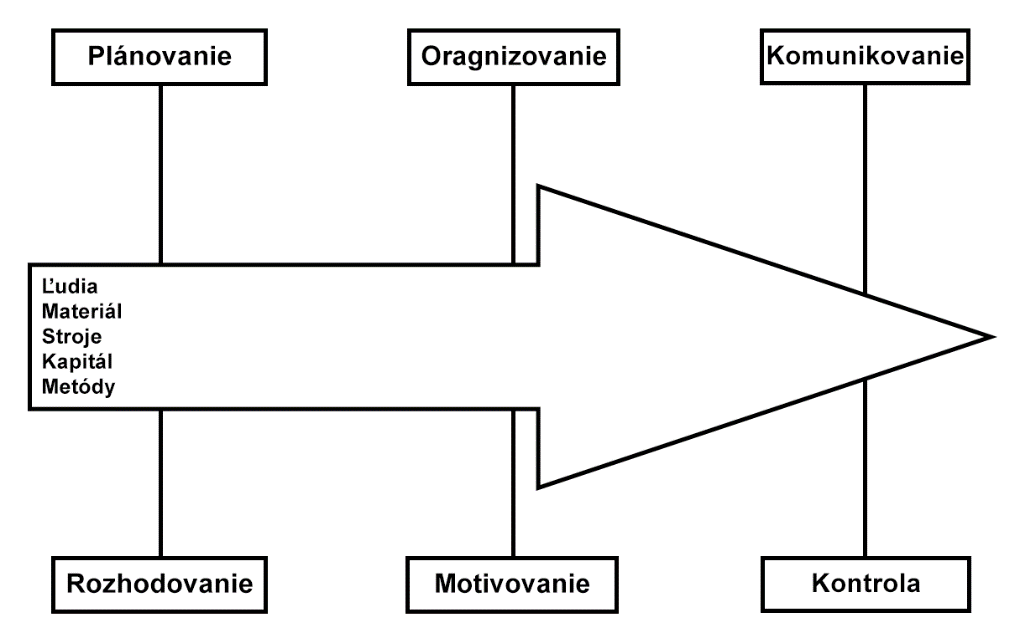 Plánovanie
Oragnizovanie
Komunikovanie
Ľudia
Materiál
Stroje
Kapitál
Metódy
Rozhodovanie
Motivovanie
Kontrola